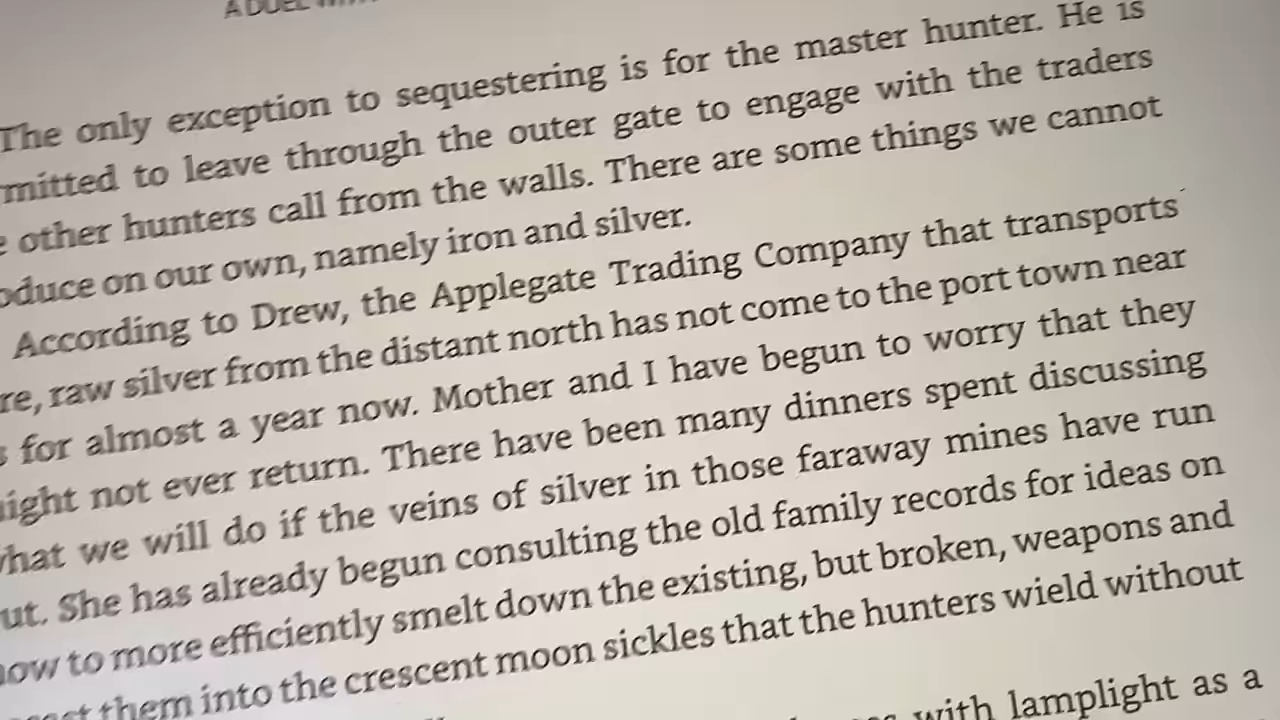 A DUEL
The only exception to sequestering is for the master hunter. He is
rmitted to leave through the outer gate to engage with the traders
e other hunters call from the walls. There are some things we cannot
oduce on our own, namely iron and silver.
According to Drew, the Applegate Trading Company that transports
re, raw silver from the distant north has not come to the port town near
s for almost a year now. Mother and I have begun to worry that they
ight not ever return. There have been many dinners spent discussing
what we will do if the veins of silver in those faraway mines have run
ut. She has already begun consulting the old family records for ideas on
ow to more efficiently smelt down the existing, but broken, weapons and
them into the crescent moon sickles that the hunters wield without
with lamplight as a